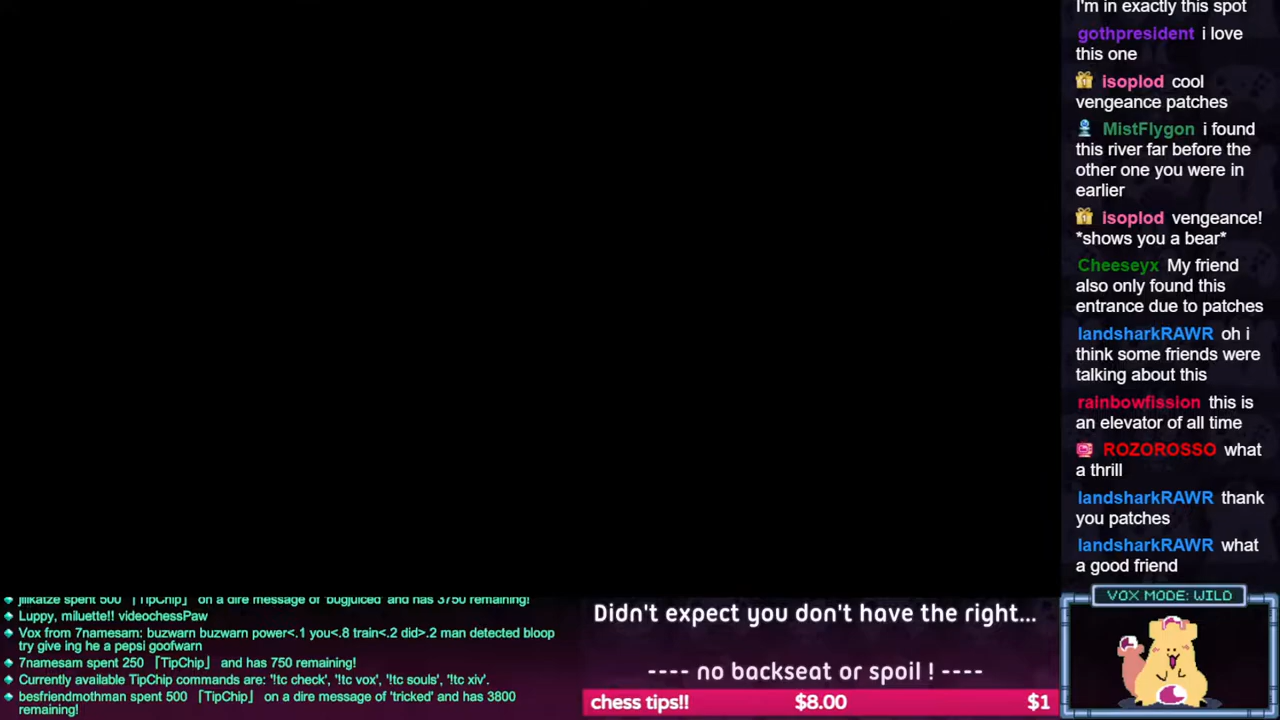 I'm in exactly this spot
gothpresident i love
this one
isoplod cool
vengeance patches
MistFlygon i found
this river far before the
other one you were in
earlier
isoplod vengeance!
*shows you a bear*
Cheeseyx My friend
also only found this
entrance due to patches
landsharkRAWR oh i
think some friends were
talking about this
rainbowfission this is
an elevator of all time
ROZOROSSO what
a thrill
landsharkRAWR thank
you patches
landsharkRAWR what
a good friend
jilikatze spent 500 「TipChip」 on a dire message of 'bugjuiced' and has 3750 remaining!
Luppy, miluette!! videochessPaw
Vox from 7namesam: buzwarn buzwarn power<.1 you<.8 train<.2 did>.2 man detected bloop
try give ing he a pepsi goofwarn
7namesam spent 250 「TipChip」 and has 750 remaining!
Currently available TipChip commands are: '!tc check', '!tc vox', '!tc souls', '!tc xiv'.
besfriendmothman spent 500 「TipChip」 on a dire message of 'tricked' and has 3800
remaining!
Didn't expect you don't have the right...
---- no backseat or spoil ! ----
chess tips!! $8.00 $1
VOX MODE: WILD